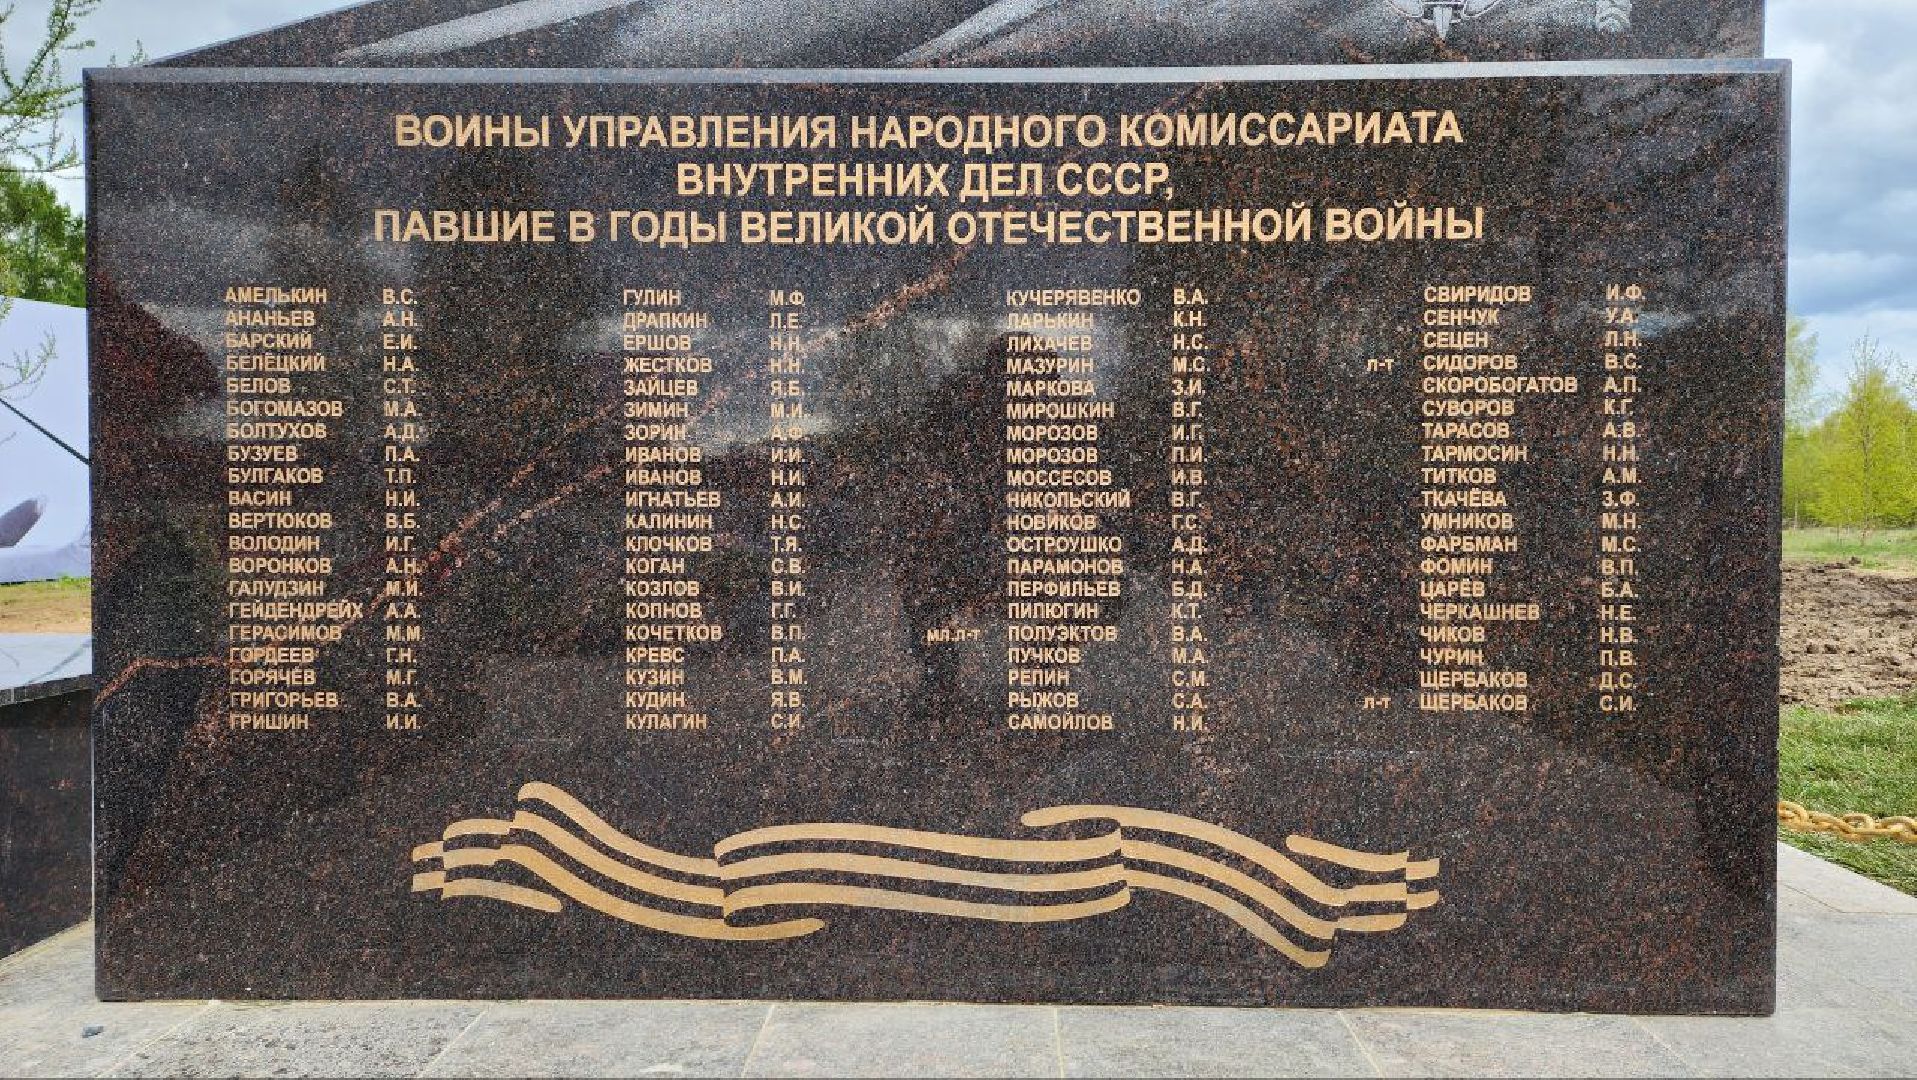 ВОИНЫ УПРАВЛЕНИЯ НАРОДНОГО КОМИССАРИАТА
ВНУТРЕННИХ ДЕЛ СССР,
ПАВШИЕ В ГОДЫ ВЕЛИКОЙ ОТЕЧЕСТВЕННОЙ ВОЙНЫ
АМЕЛЬКИН В.С.
АНАНЬЕВ А.Н.
БАРСКИЙ Е.И.
БЕЛЕЦКИЙ Н.А.
БЕЛОВ С.Т.
БОГОМАЗОВ М.А.
БОЛТУХОВ А.Д.
БУЗУЕВ П.А.
БУЛГАКОВ Т.П.
ВАСИН Н.И.
ВЕРТЮКОВ В.Б.
ВОЛОДИН И.Г.
ВОРОНКОВ А.Н.
ГАЛУДЗИН М.И.
ГЕЙДЕНДРЕЙХ А.А.
ГЕРАСИМОВ М.М.
ГОРДЕЕВ Г.Н.
ГОРЯЧЕВ М.Г.
ГРИГОРЬЕВ В.А.
ГРИШИН И.И.
ГУЛИН М.Ф.
ДРАПКИН Л.Е.
ЕРШОВ Н.Н.
ЖЕСТКОВ Н.Н.
ЗАЙЦЕВ Я.Б.
ЗИМИН М.И.
ЗОРИН А.Ф.
ИВАНОВ И.И.
ИВАНОВ Н.И.
ИГНАТЬЕВ А.И.
КАЛИНИН Н.С.
КЛОЧКОВ Т.Я.
КОГАН С.В.
КОЗЛОВ В.И.
КОПНОВ Г.Г.
КОЧЕТКОВ В.П.
КРЕВС П.А.
КУЗИН В.М.
КУДИН Я.В.
КУЛАГИН С.И.
КУЧЕРЯВЕНКО В.А.
ЛАРЬКИН К.Н.
ЛИХАЧЕВ Н.С.
МАЗУРИН М.С.
МАРКОВА З.И.
МИРОШКИН В.Г.
МОРОЗОВ И.Г.
МОРОЗОВ П.И.
МОССЕСОВ И.В.
НИКОЛЬСКИЙ В.Г.
НОВИКОВ Г.С.
ОСТРОУШКО А.Д.
ПАРАМОНОВ Н.А.
ПЕРФИЛЬЕВ Б.Д.
ПИЛЮГИН К.Т.
мл.л-т ПОЛУЭКТОВ В.А.
ПУЧКОВ М.А.
РЕПИН С.М.
РЫЖОВ С.А.
САМОЙЛОВ Н.И.
СВИРИДОВ И.Ф.
СЕНЧУК У.А.
СЕЦЕН Л.Н.
л-т СИДОРОВ В.С.
СКОРОБОГАТОВ А.П.
СУВОРОВ К.Г.
ТАРАСОВ А.В.
ТАРМОСИН Н.Н.
ТИТКОВ А.М.
ТКАЧЁВА З.Ф.
УМНИКОВ М.Н.
ФАРБМАН М.С.
ФОМИН В.П.
ЦАРЁВ Б.А.
ЧЕРКАШНЕВ Н.Е.
ЧИКОВ Н.В.
ЧУРИН П.В.
ЩЕРБАКОВ Д.С.
л-т ЩЕРБАКОВ С.И.